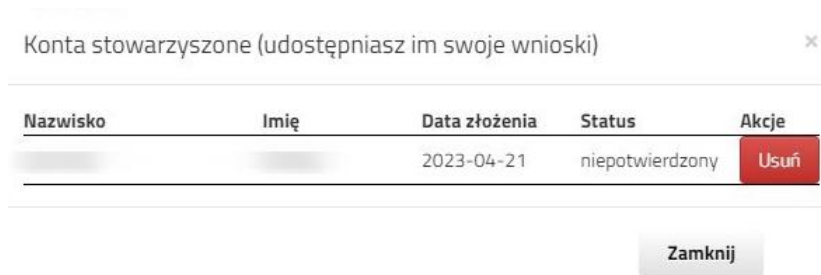 Konta stowarzyszone (udostępniasz im swoje wnioski) ×
Nazwisko Imię Data złożenia Status Akcje
2023-04-21 niepotwierdzony Usuń
Zamknij